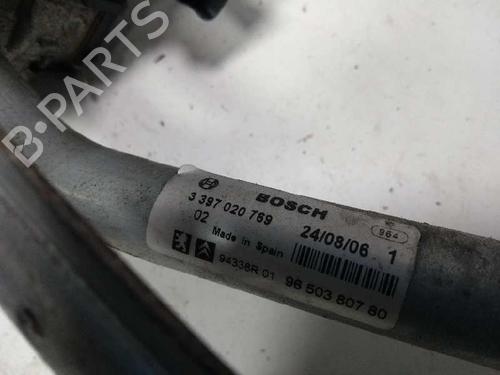 B-PARTS
BOSCH
3 397 020 769
02
24/08/06 1
964
Made in Spain
94338R 01
96 503 807 80